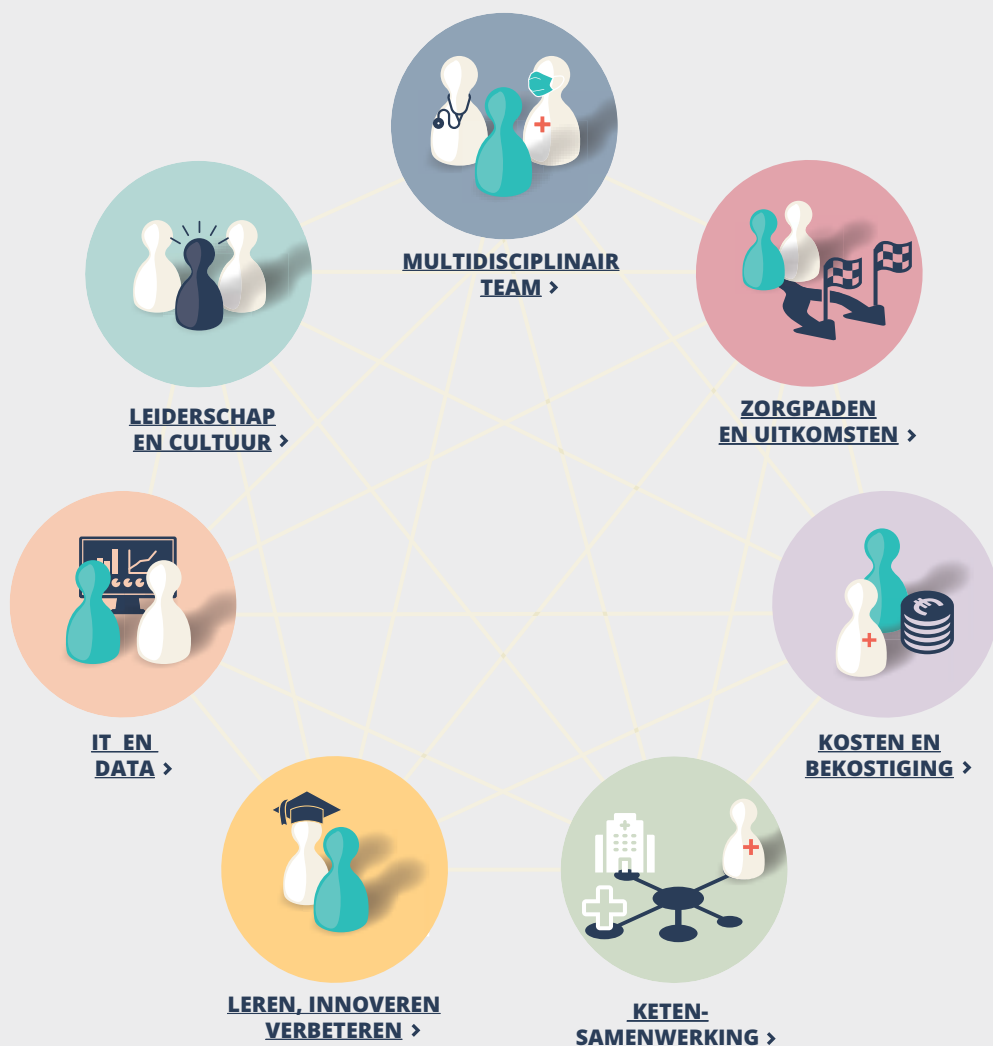 MULTIDISCIPLINAIR
TEAM >
ZORGPADEN
EN UITKOMSTEN >
LEIDERSCHAP
EN CULTUUR >
KOSTEN EN
BEKOSTIGING >
IT EN
DATA >
KETEN-
SAMENWERKING >
LEREN, INNOVEREN
VERBETEREN >